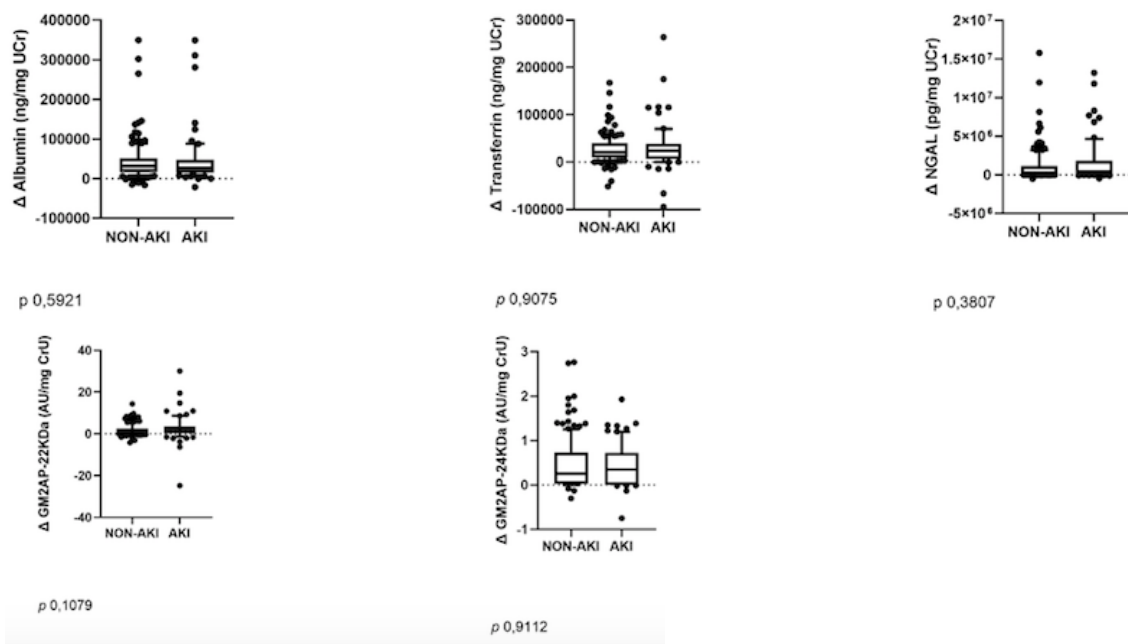 Δ Albumin (ng/mg UCr)
400000
300000
200000
100000
0
-100000
NON-AKI AKI
p 0,5921
Δ Transferrin (ng/mg UCr)
300000
200000
100000
0
-100000
NON-AKI AKI
p 0,9075
Δ NGAL (pg/mg UCr)
2×10⁷
1.5×10⁷
1×10⁷
5×10⁶
0
-5×10⁶
NON-AKI AKI
p 0,3807
Δ GM2AP-22KDa (AU/mg CrU)
40
20
0
-20
-40
NON-AKI AKI
p 0,1079
Δ GM2AP-24KDa (AU/mg CrU)
3
2
1
0
-1
NON-AKI AKI
p 0,9112